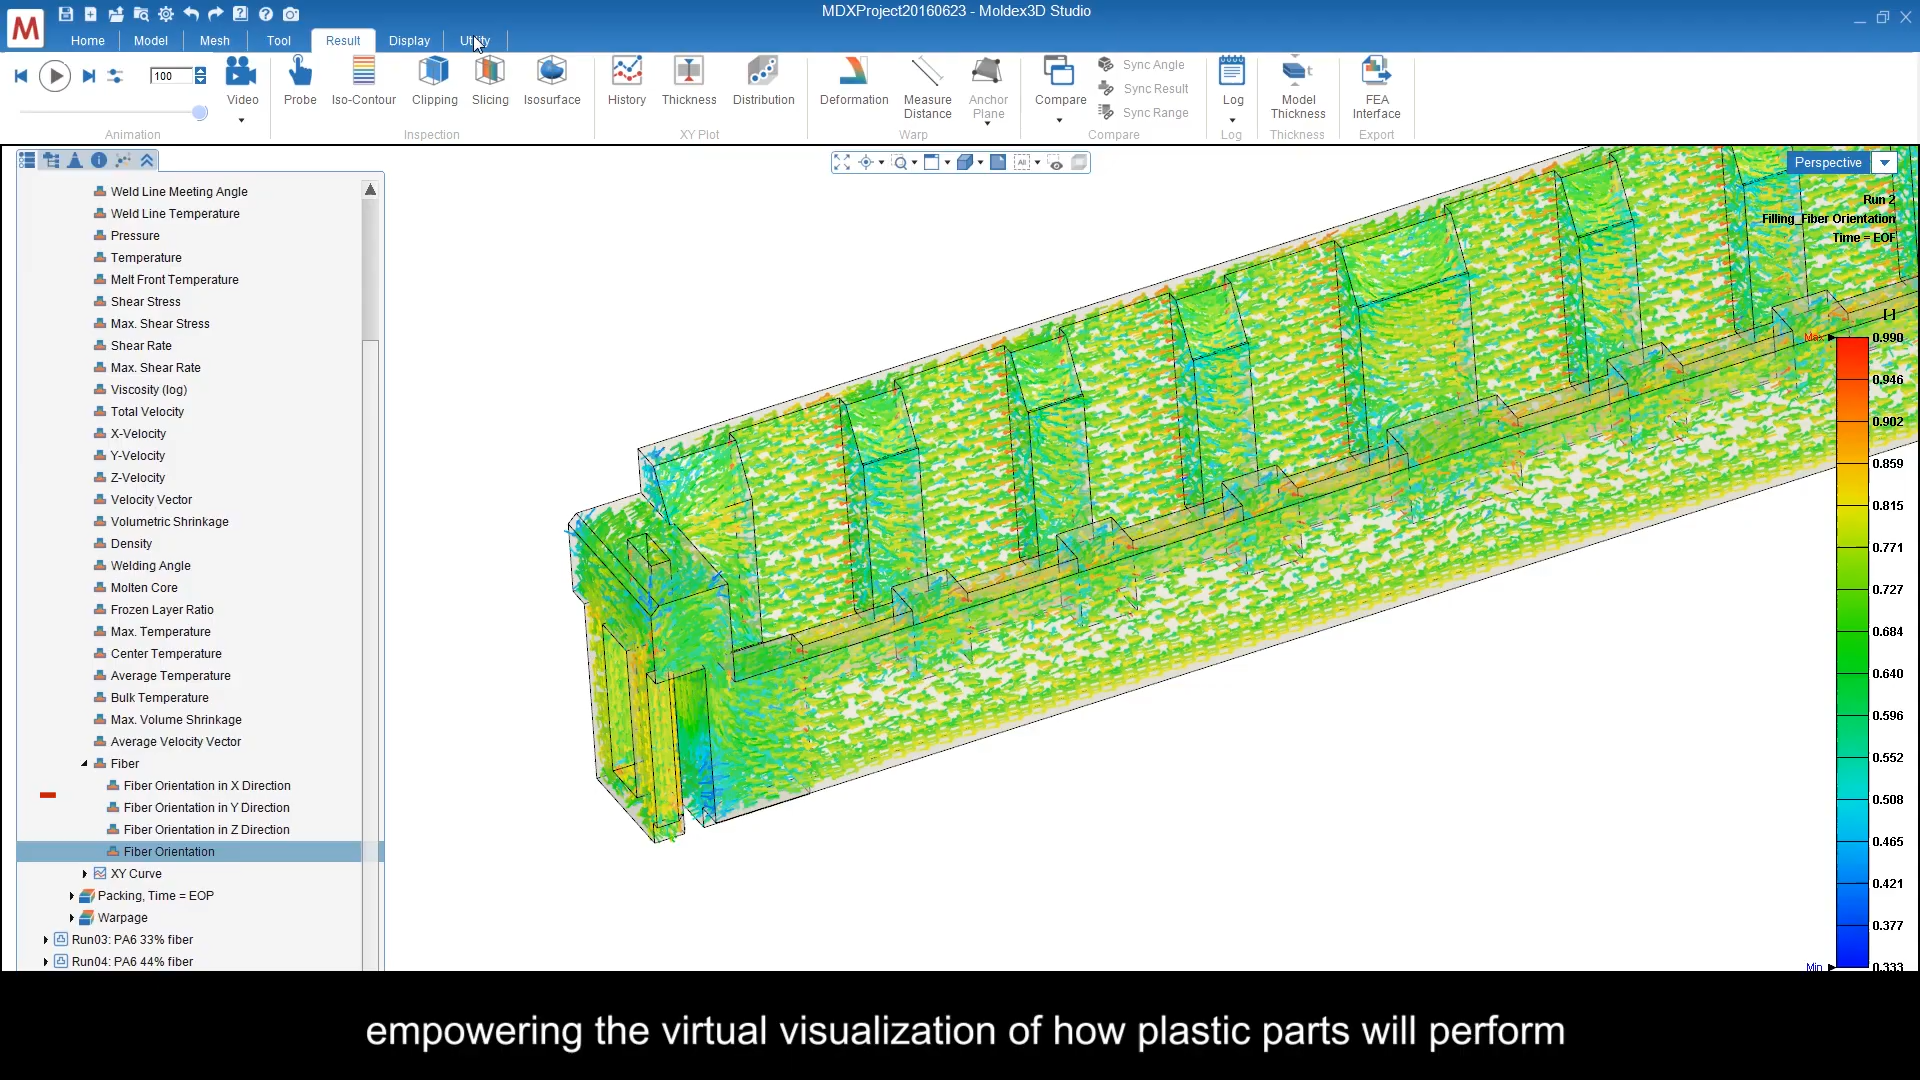 MDXProject20160623 - Moldex3D Studio
M
Home Model Mesh Tool Result Display Utility
100
Video
Animation
Probe Iso-Contour Clipping Slicing Isosurface
Inspection
History Thickness Distribution
XY Plot
Deformation Measure Distance Anchor Plane
Warp
Compare Sync Angle
Sync Result
Sync Range
Compare
Log
Log
Model Thickness
Thickness
FEA Interface
Export
Perspective
Run 2
Filling_Fiber Orientation
Time = EOF
[-]
Weld Line Meeting Angle
Weld Line Temperature
Pressure
Temperature
Melt Front Temperature
Shear Stress
Max. Shear Stress
Shear Rate
Max. Shear Rate
Viscosity (log)
Total Velocity
X-Velocity
Y-Velocity
Z-Velocity
Velocity Vector
Volumetric Shrinkage
Density
Welding Angle
Molten Core
Frozen Layer Ratio
Max. Temperature
Center Temperature
Average Temperature
Bulk Temperature
Max. Volume Shrinkage
Average Velocity Vector
Fiber
Fiber Orientation in X Direction
Fiber Orientation in Y Direction
Fiber Orientation in Z Direction
Fiber Orientation
XY Curve
Packing, Time = EOP
Warpage
Run03: PA6 33% fiber
Run04: PA6 44% fiber
Max 0.990
0.946
0.902
0.859
0.815
0.771
0.727
0.684
0.640
0.596
0.552
0.508
0.465
0.421
0.377
Min 0.333
empowering the virtual visualization of how plastic parts will perform